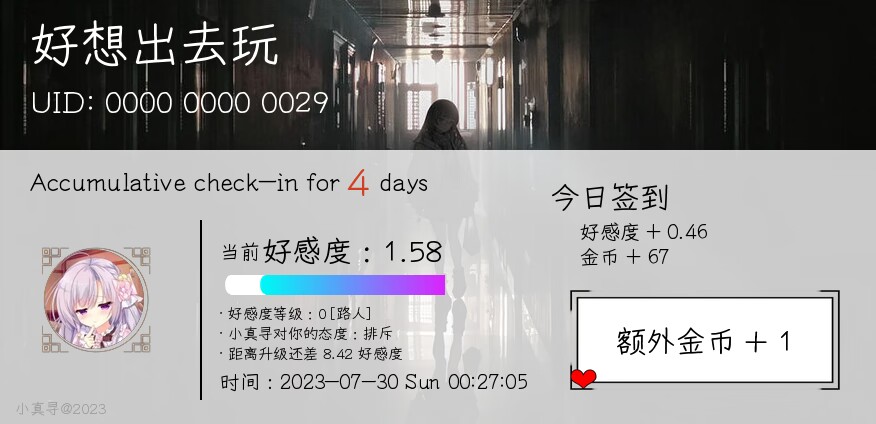 好想出去玩
UID: 0000 0000 0029
Accumulative check-in for 4 days
当前好感度：1.58
· 好感度等级：0 [路人]
· 小真寻对你的态度：排斥
· 距离升级还差 8.42 好感度
时间：2023-07-30 Sun 00:27:05
今日签到
好感度 + 0.46
金币 + 67
额外金币 + 1
小真寻@2023